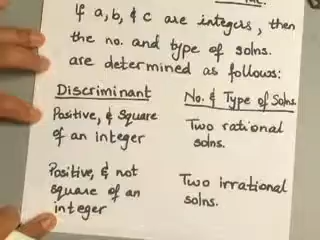 If a, b, & c are integers, then
the no. and type of solns.
are determined as follows:
Discriminant No. & Type of Solns.
Positive, & square Two rational
of an integer solns.
Positive, & not Two irrational
square of an solns.
integer